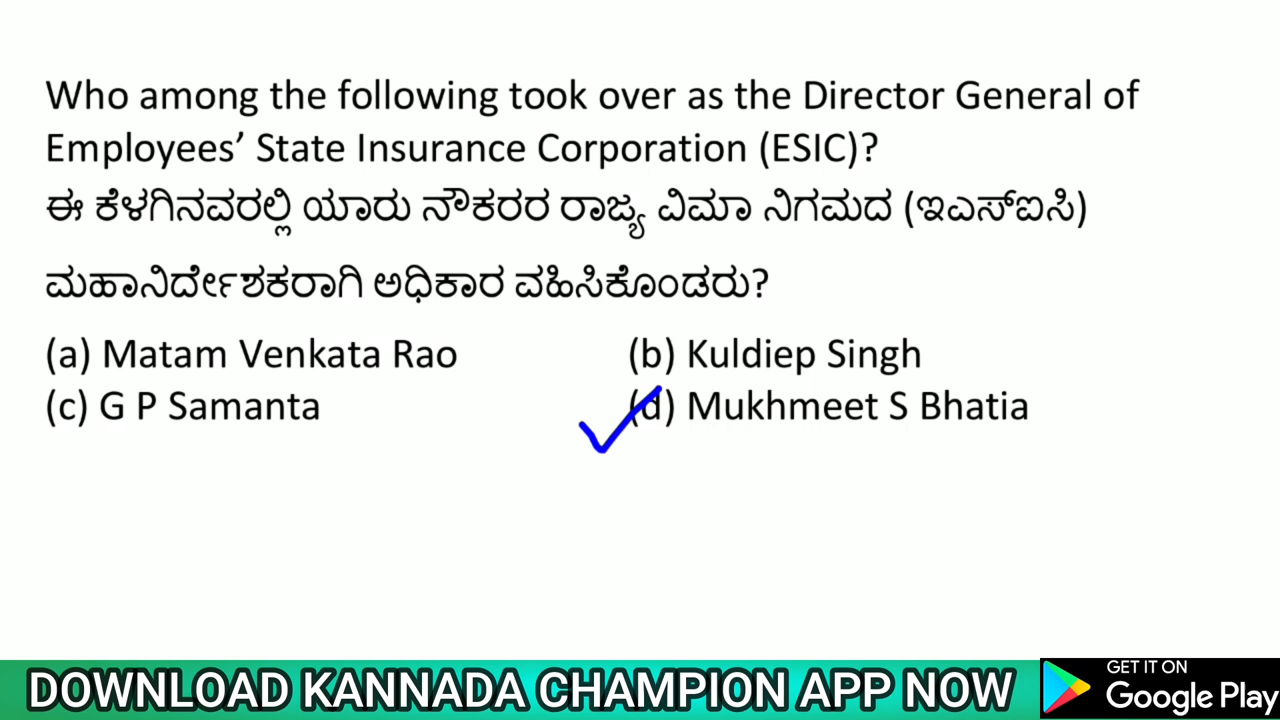 Who among the following took over as the Director General of
Employees’ State Insurance Corporation (ESIC)?
ಈ ಕೆಳಗಿನವರಲ್ಲಿ ಯಾರು ನೌಕರರ ರಾಜ್ಯ ವಿಮಾ ನಿಗಮದ (ಇಎಸ್ಐಸಿ)
ಮಹಾನಿರ್ದೇಶಕರಾಗಿ ಅಧಿಕಾರ ವಹಿಸಿಕೊಂಡರು?
(a) Matam Venkata Rao (b) Kuldiep Singh
(c) G P Samanta (d) Mukhmeet S Bhatia
DOWNLOAD KANNADA CHAMPION APP NOW
GET IT ON
Google Play